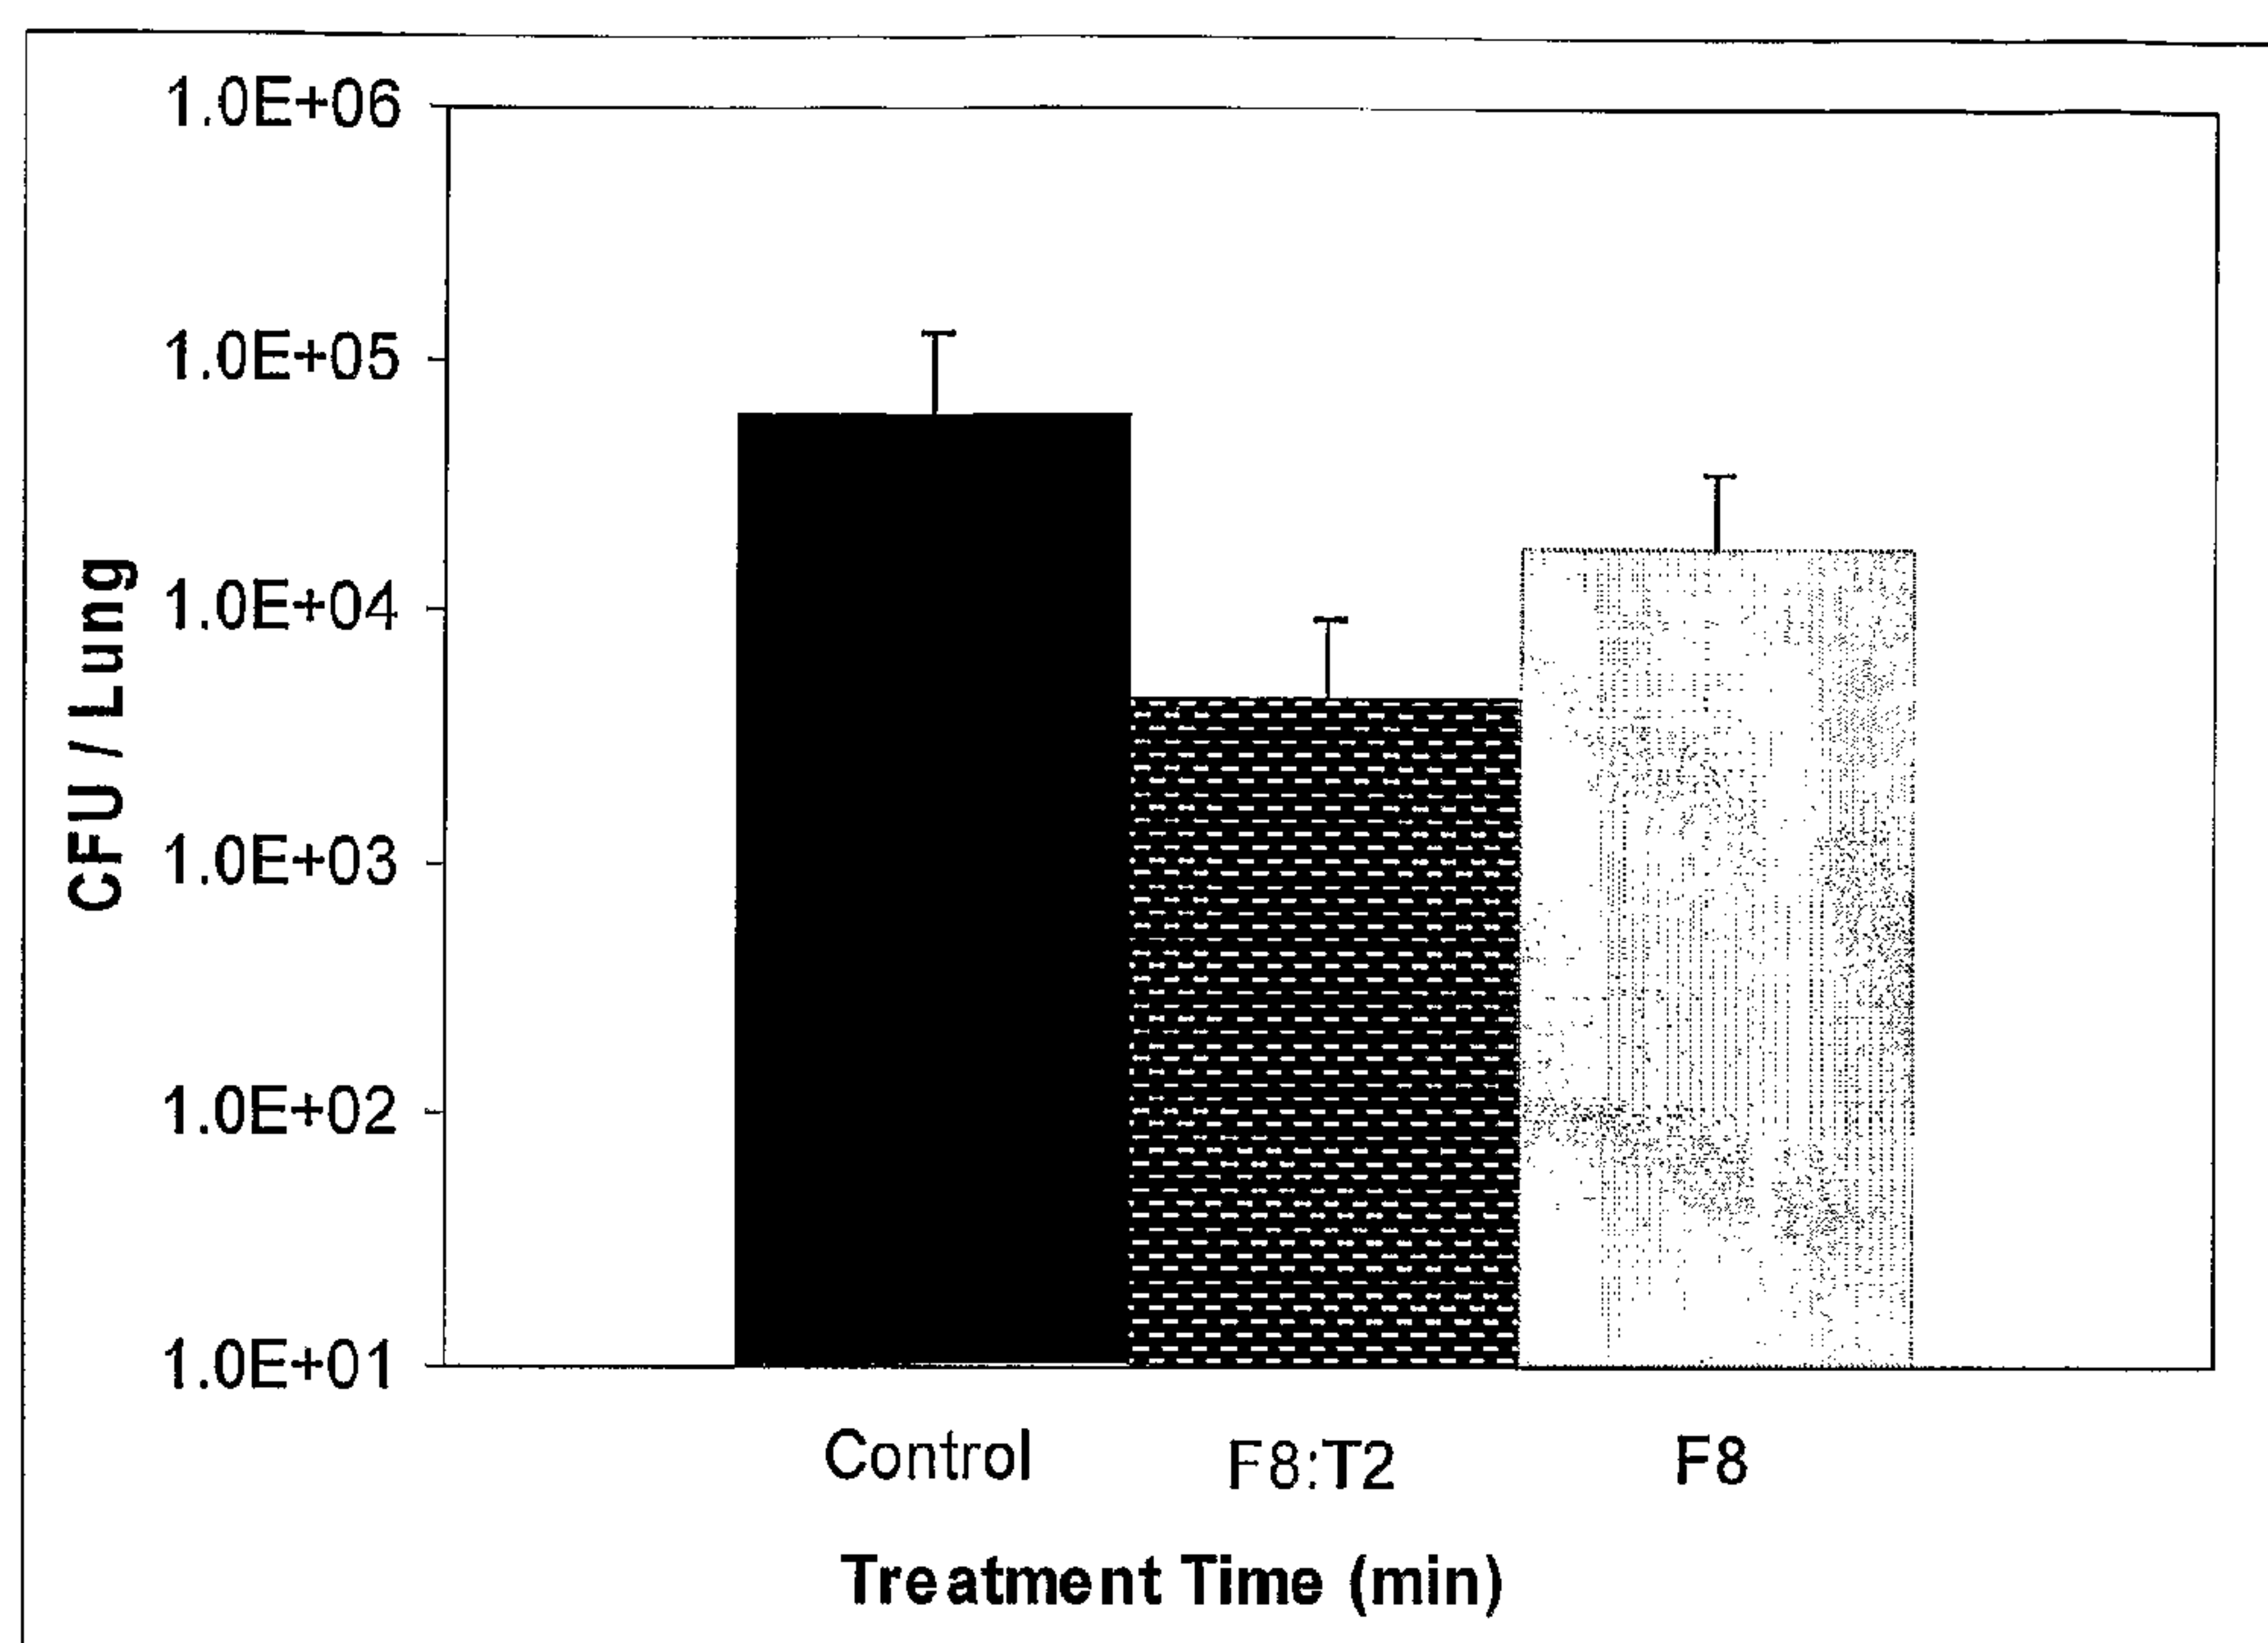 1.0E+06
1.0E+05
1.0E+04
1.0E+03
1.0E+02
1.0E+01
CFU / Lung
Control F8:T2 F8
Treatment Time (min)